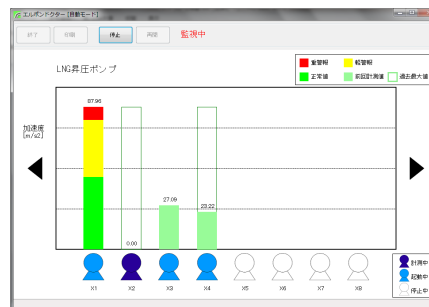 エルボンドクター [自動モード]
終了 印刷 停止 再開 監視中
LNG昇圧ポンプ
重警報 軽警報
正常値 前回計測値 過去最大値
加速度
[m/s2]
87.96
0.00
27.09
23.22
X1 X2 X3 X4 X5 X6 X7 X8
計測中
起動中
停止中